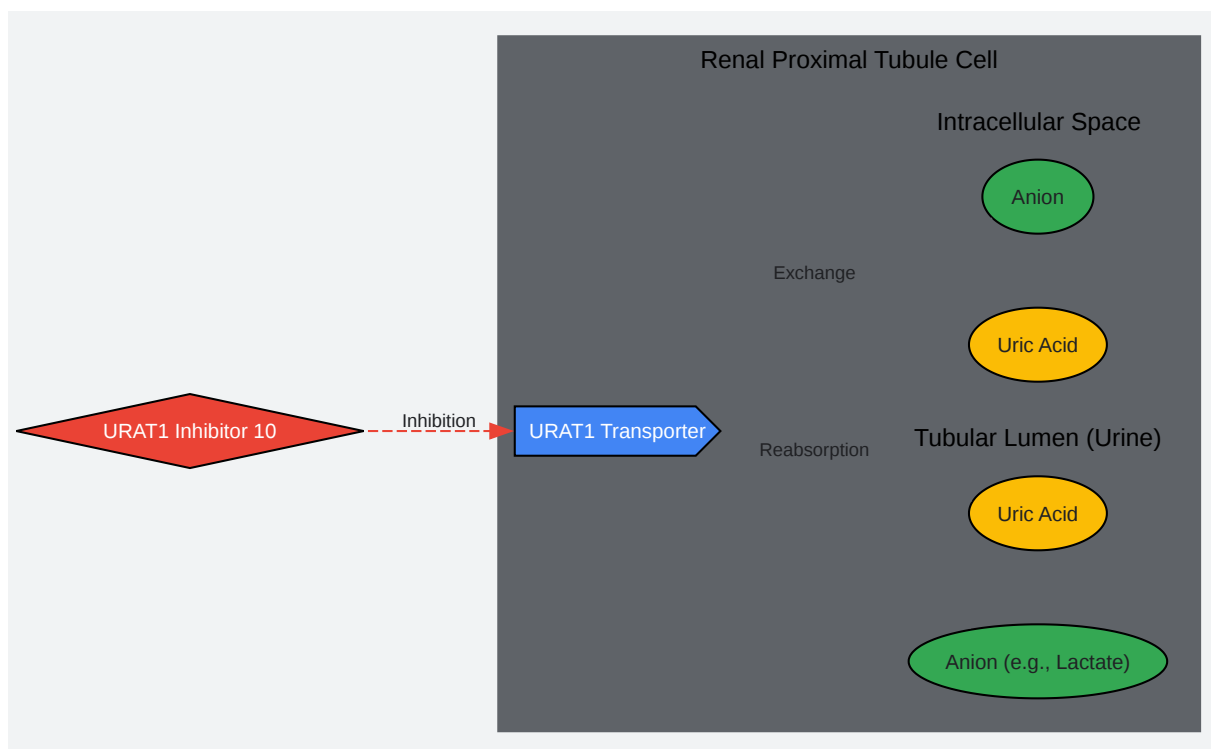 Renal Proximal Tubule Cell
Intracellular Space
Anion
Exchange
Uric Acid
URAT1 Inhibitor 10
Inhibition
URAT1 Transporter
Reabsorption
Tubular Lumen (Urine)
Uric Acid
Anion (e.g., Lactate)